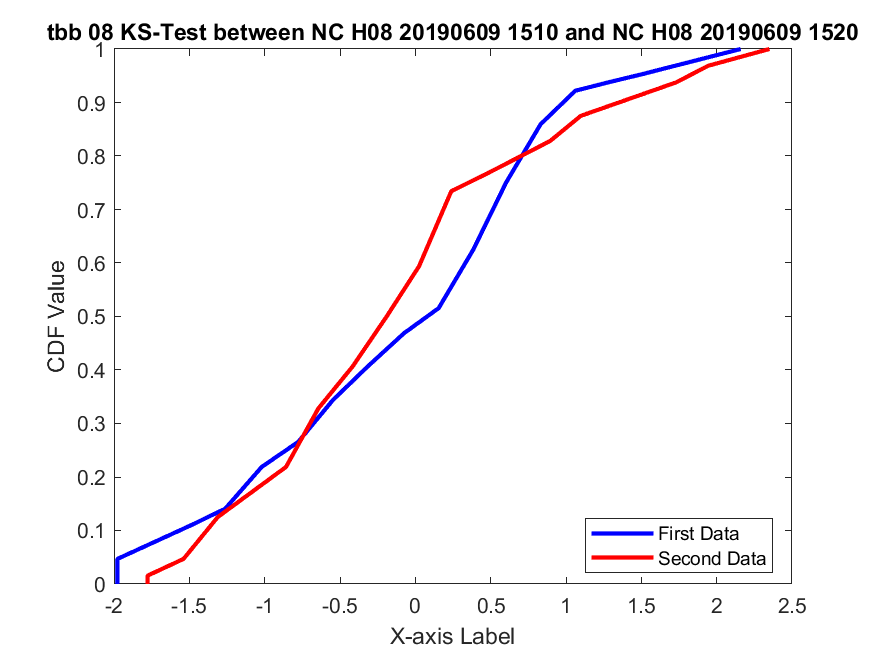 tbb 08 KS-Test between NC H08 20190609 1510 and NC H08 20190609 1520
1
0.9
0.8
0.7
0.6
0.5
0.4
0.3
0.2
0.1
0
CDF Value
First Data
Second Data
-2 -1.5 -1 -0.5 0 0.5 1 1.5 2 2.5
X-axis Label